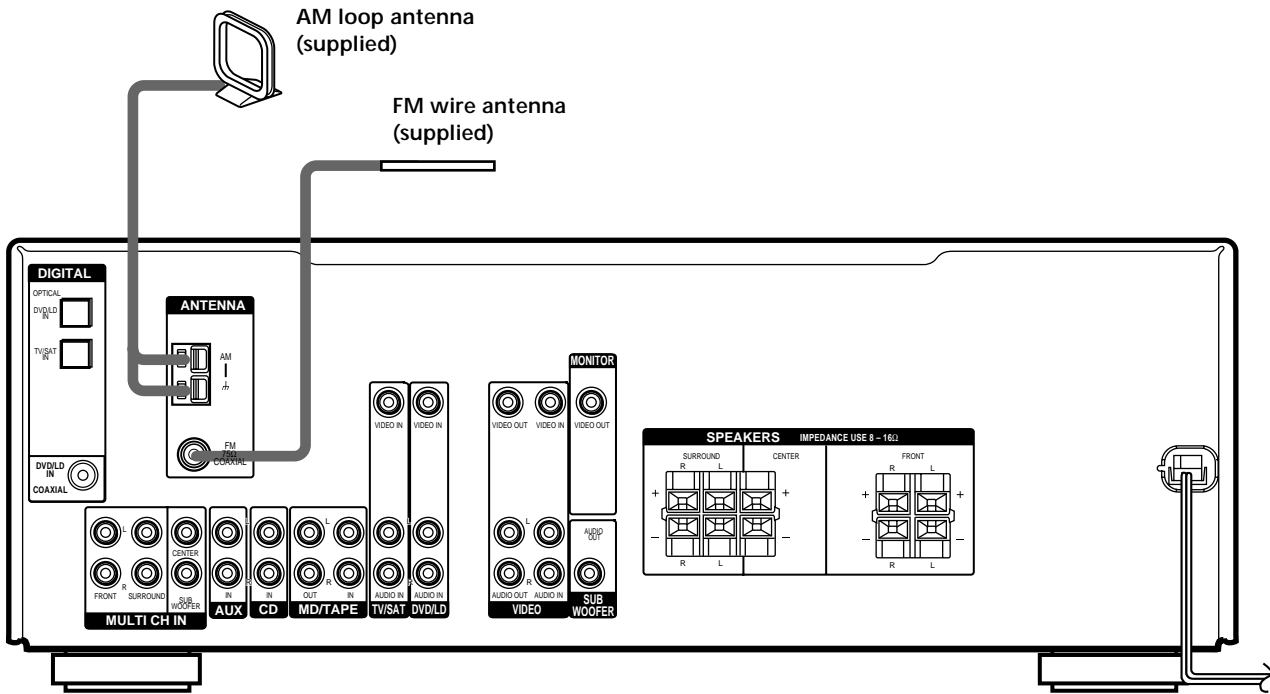 AM loop antenna
(supplied)
FM wire antenna
(supplied)
DIGITAL
OPTICAL
DVD/LD
IN
TV/SAT
IN
DVD/LD
IN
COAXIAL
ANTENNA
AM
FM
75Ω
COAXIAL
L
R
FRONT
SURROUND
CENTER
SUB
WOOFER
MULTI CH IN
L
R
IN
AUX
IN
CD
L
R
OUT
IN
MD/TAPE
VIDEO IN
L
R
AUDIO IN
TV/SAT
VIDEO IN
AUDIO IN
DVD/LD
VIDEO OUT
VIDEO IN
L
R
AUDIO OUT
AUDIO IN
VIDEO
MONITOR
VIDEO OUT
AUDIO
OUT
SUB
WOOFER
SPEAKERS
IMPEDANCE USE 8 – 16Ω
SURROUND
R L
CENTER
+ +
– –
R L
FRONT
R L
+ +
– –
R L